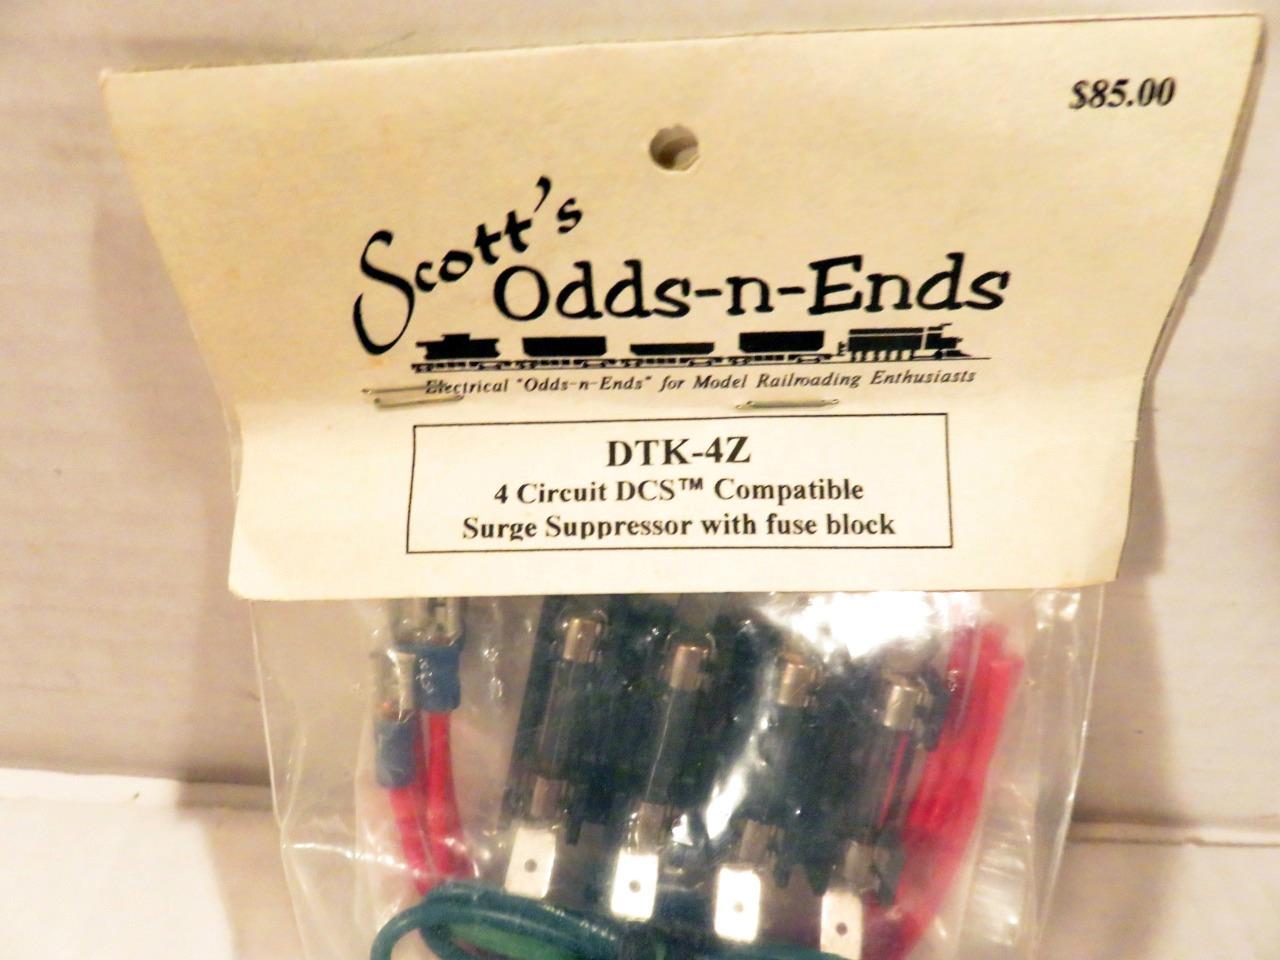 $85.00
Scott's
Odds-n-Ends
Electrical "Odds-n-Ends" for Model Railroading Enthusiasts
DTK-4Z
4 Circuit DCS™ Compatible
Surge Suppressor with fuse block